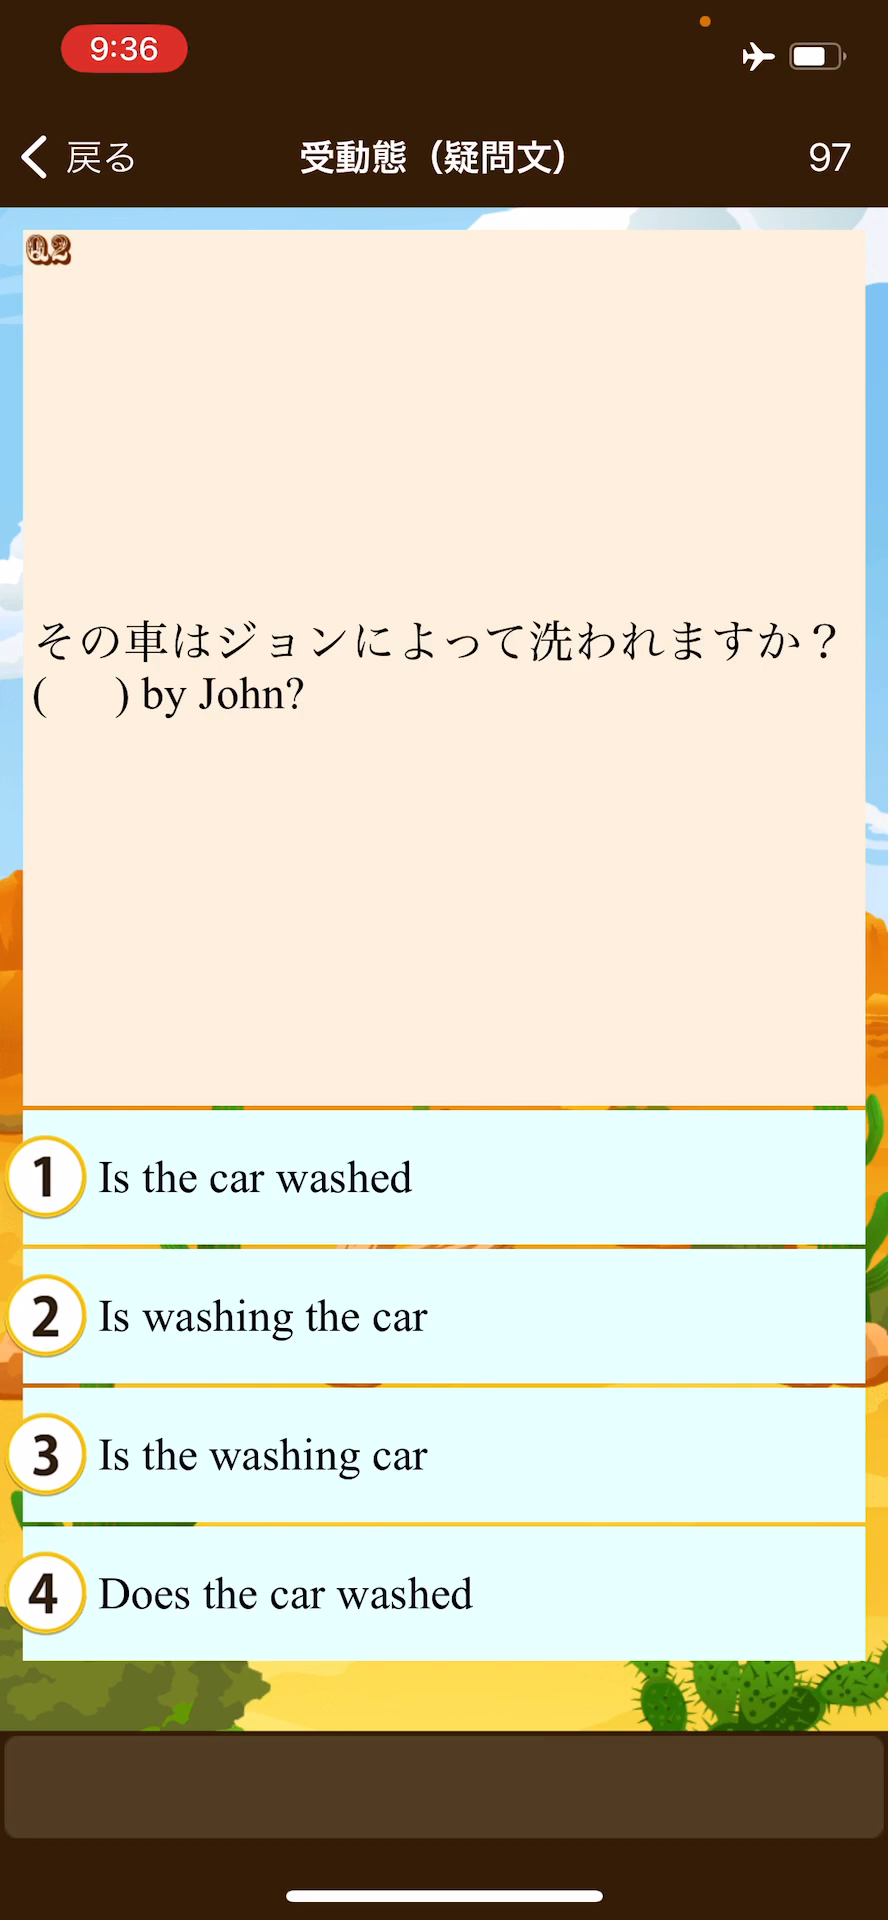 9:36
戻る 受動態（疑問文） 97
Q2
その車はジョンによって洗われますか？
(      ) by John?
1 Is the car washed
2 Is washing the car
3 Is the washing car
4 Does the car washed